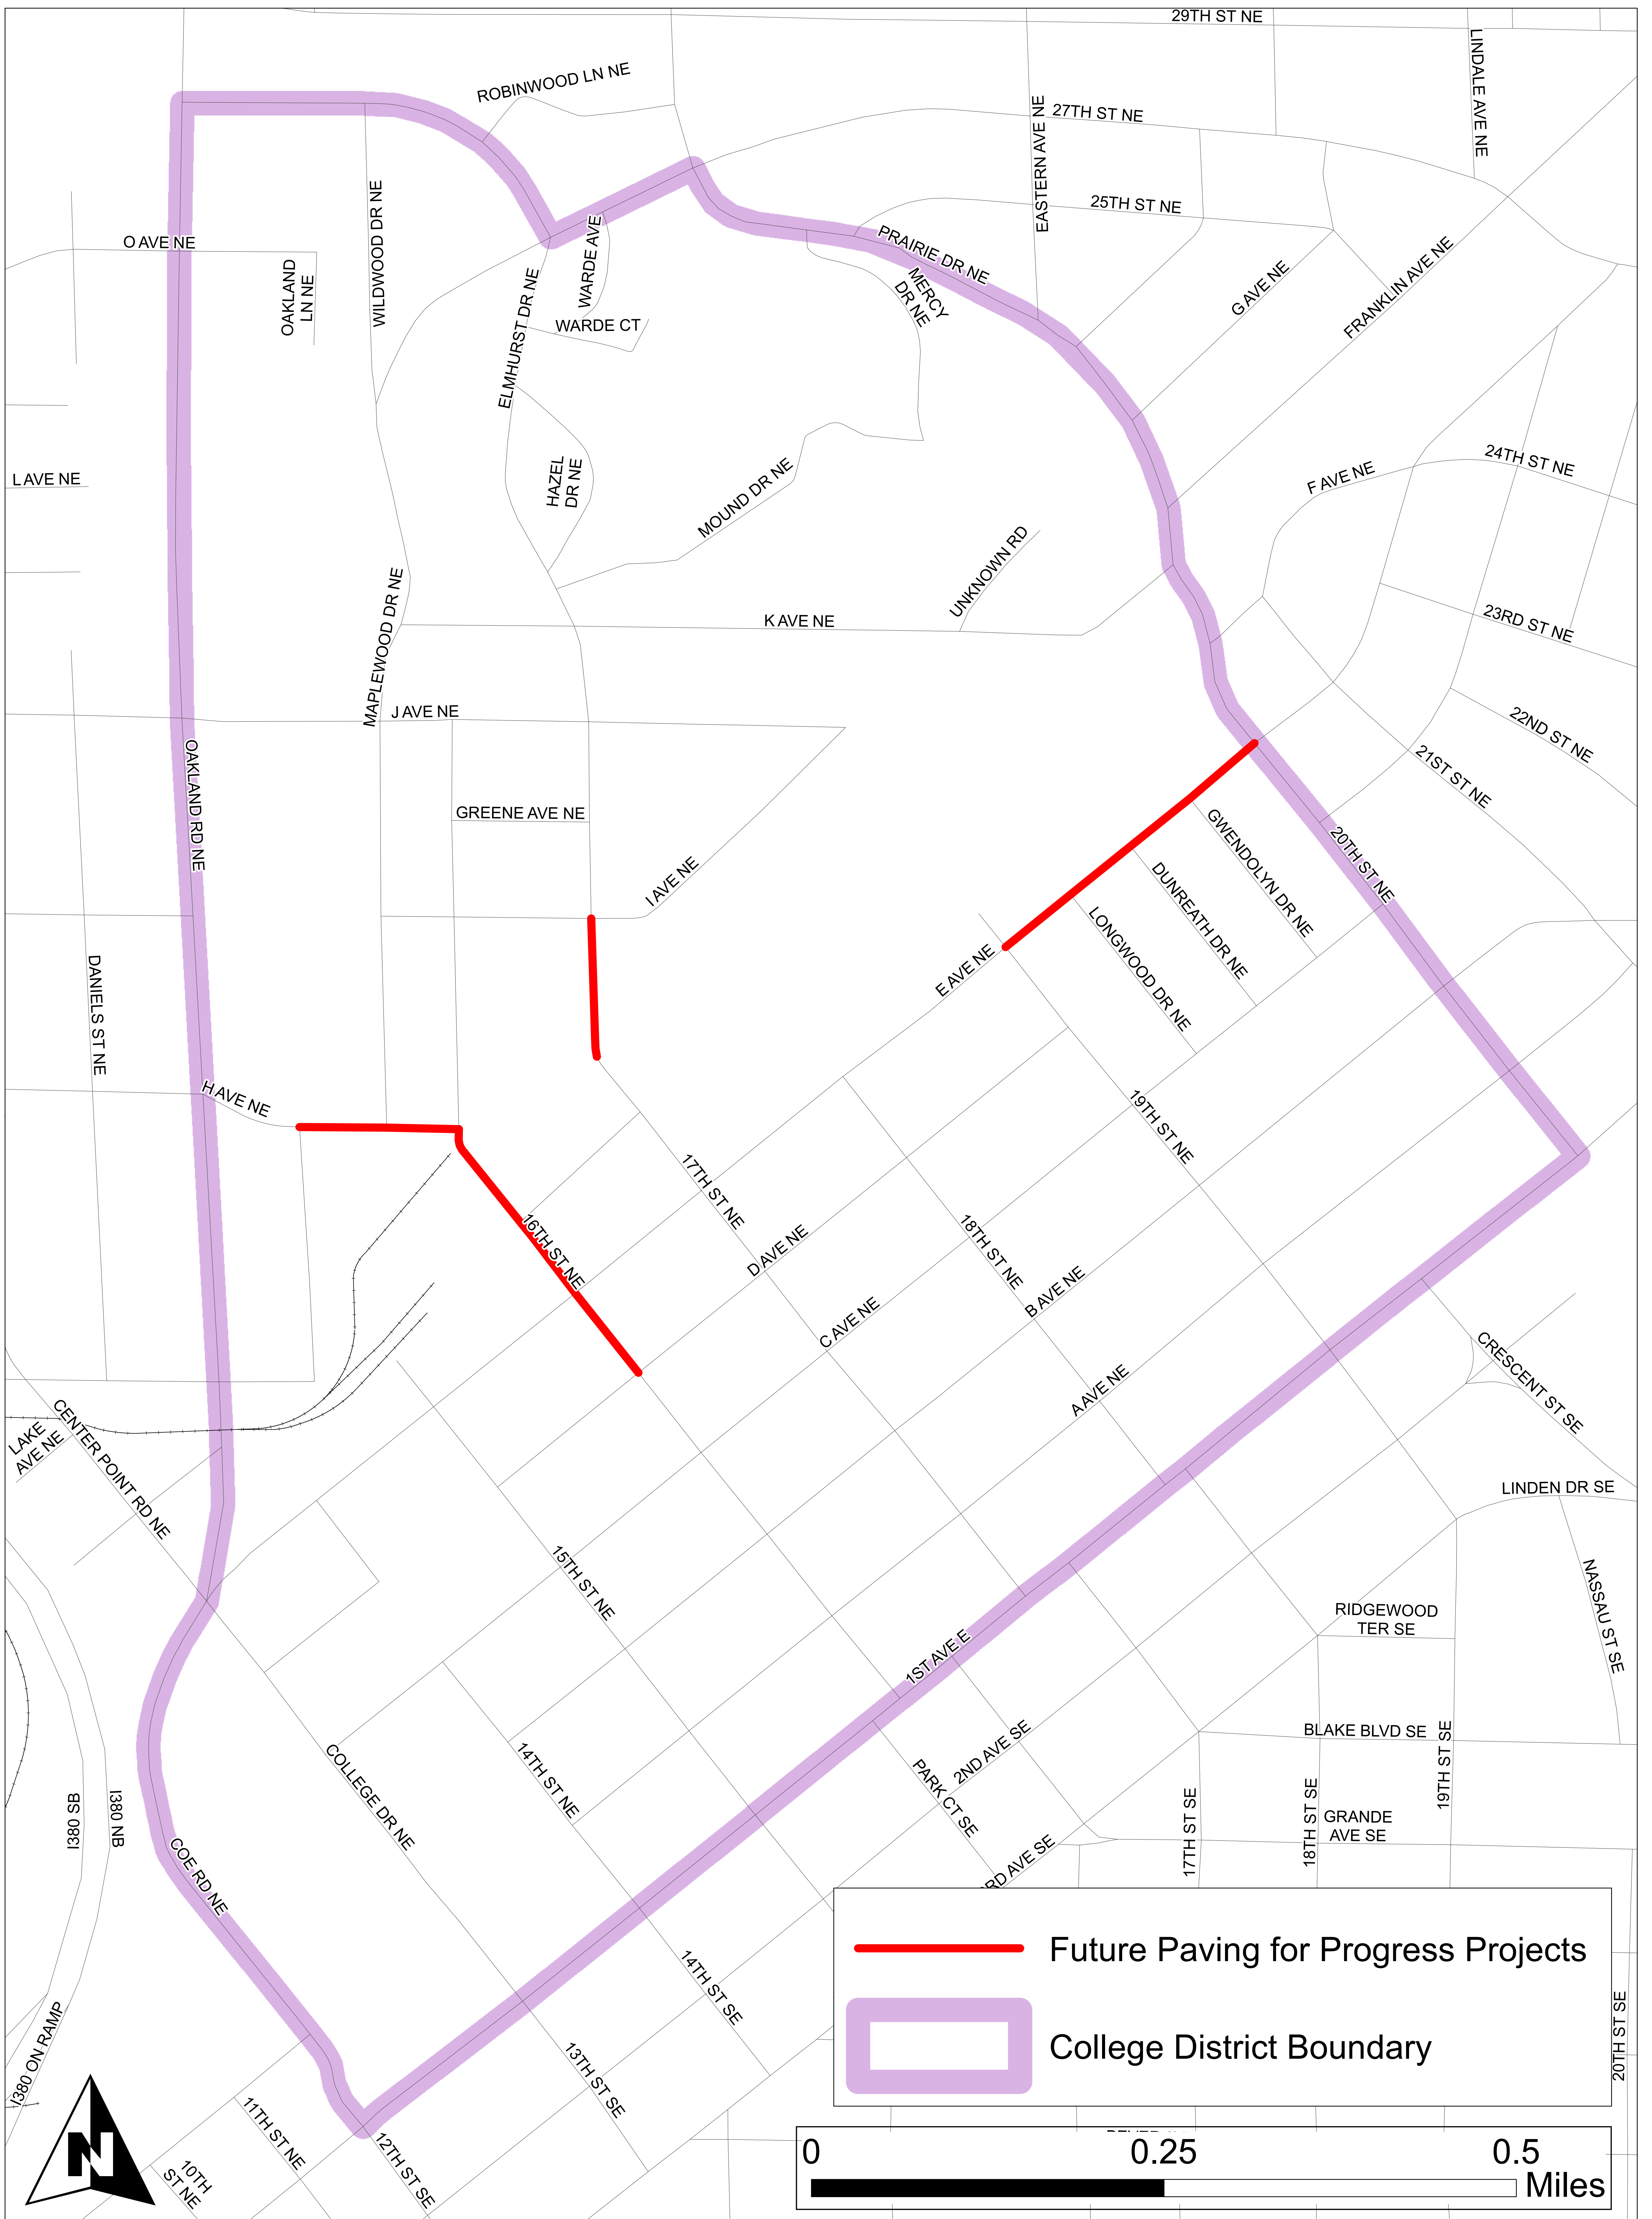 29TH ST NE
LINDALE AVE NE
ROBINWOOD LN NE
27TH ST NE
EASTERN AVE NE
25TH ST NE
WILDWOOD DR NE
O AVE NE
OAKLAND
LN NE
WARDE AVE
WARDE CT
ELMHURST DR NE
PRAIRIE DR NE
MERCY
DR NE
G AVE NE
FRANKLIN AVE NE
L AVE NE
HAZEL
DR NE
MOUND DR NE
F AVE NE
24TH ST NE
UNKNOWN RD
K AVE NE
23RD ST NE
MAPLEWOOD DR NE
J AVE NE
22ND ST NE
21ST ST NE
OAKLAND RD NE
GREENE AVE NE
I AVE NE
GWENDOLYN DR NE
20TH ST NE
DUNREATH DR NE
LONGWOOD DR NE
E AVE NE
DANIELS ST NE
H AVE NE
19TH ST NE
17TH ST NE
16TH ST NE
D AVE NE
18TH ST NE
B AVE NE
C AVE NE
A AVE NE
CRESCENT ST SE
LAKE
AVE NE
CENTER POINT RD NE
LINDEN DR SE
15TH ST NE
NASSAU ST SE
RIDGEWOOD
TER SE
1ST AVE E
BLAKE BLVD SE
2ND AVE SE
19TH ST SE
COLLEGE DR NE
14TH ST NE
PARK CT SE
I380 SB
I380 NB
17TH ST SE
18TH ST SE
GRANDE
AVE SE
COE RD NE
RD AVE SE
14TH ST SE
Future Paving for Progress Projects
College District Boundary
20TH ST SE
I380 ON RAMP
13TH ST SE
11TH ST NE
12TH ST SE
10TH
ST NE
N
0 0.25 0.5
Miles